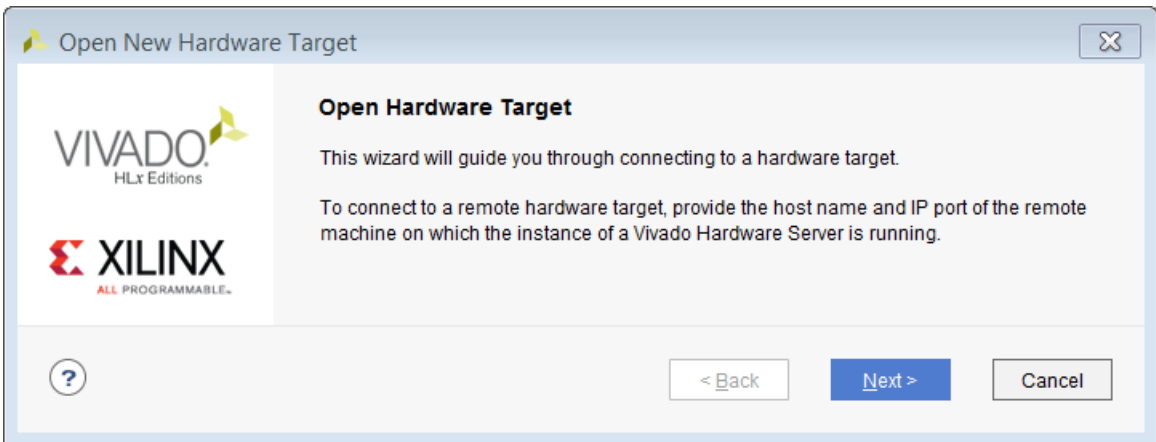 Open New Hardware Target
VIVADO.
HLx Editions
XILINX
ALL PROGRAMMABLE™
Open Hardware Target
This wizard will guide you through connecting to a hardware target.
To connect to a remote hardware target, provide the host name and IP port of the remote
machine on which the instance of a Vivado Hardware Server is running.
?
< Back
Next >
Cancel